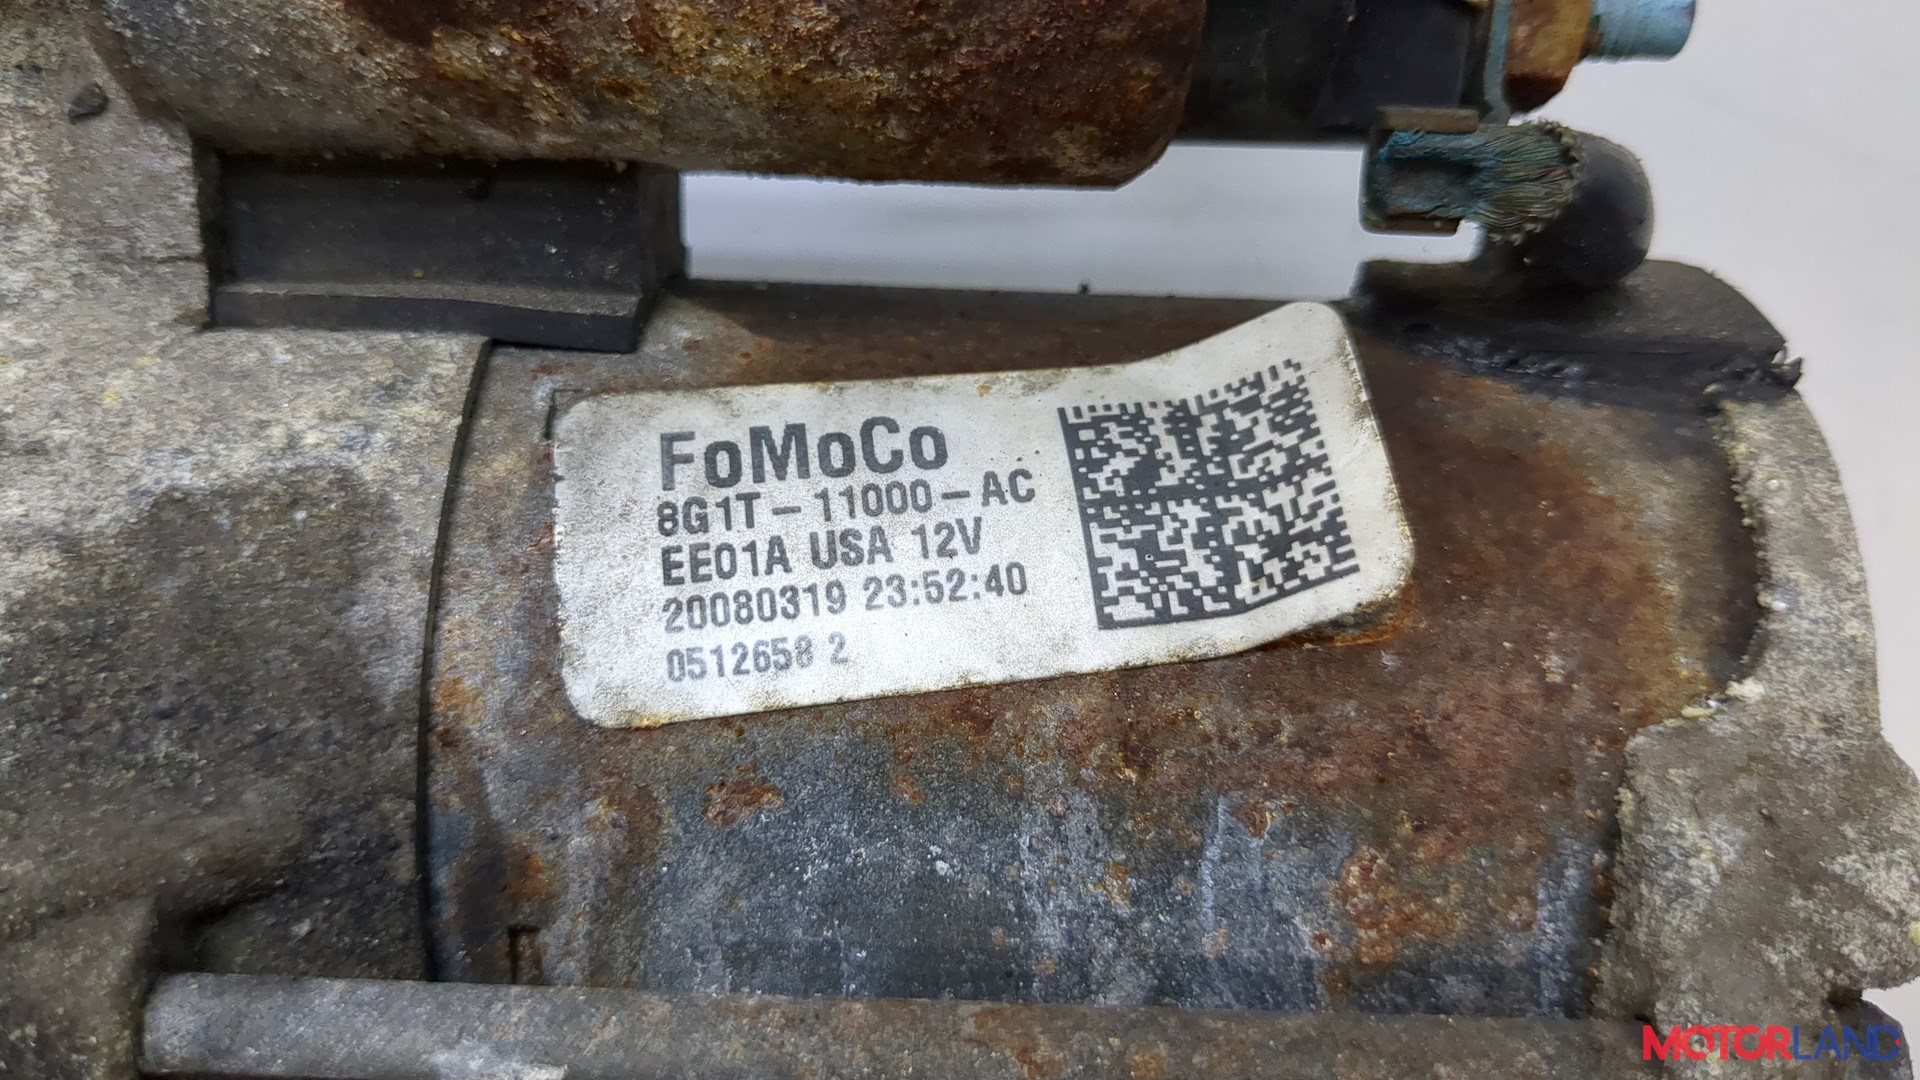 FoMoCo
8G1T-11000-AC
EE01A USA 12V
20080319 23:52:40
0512658 2
MOTORLAND